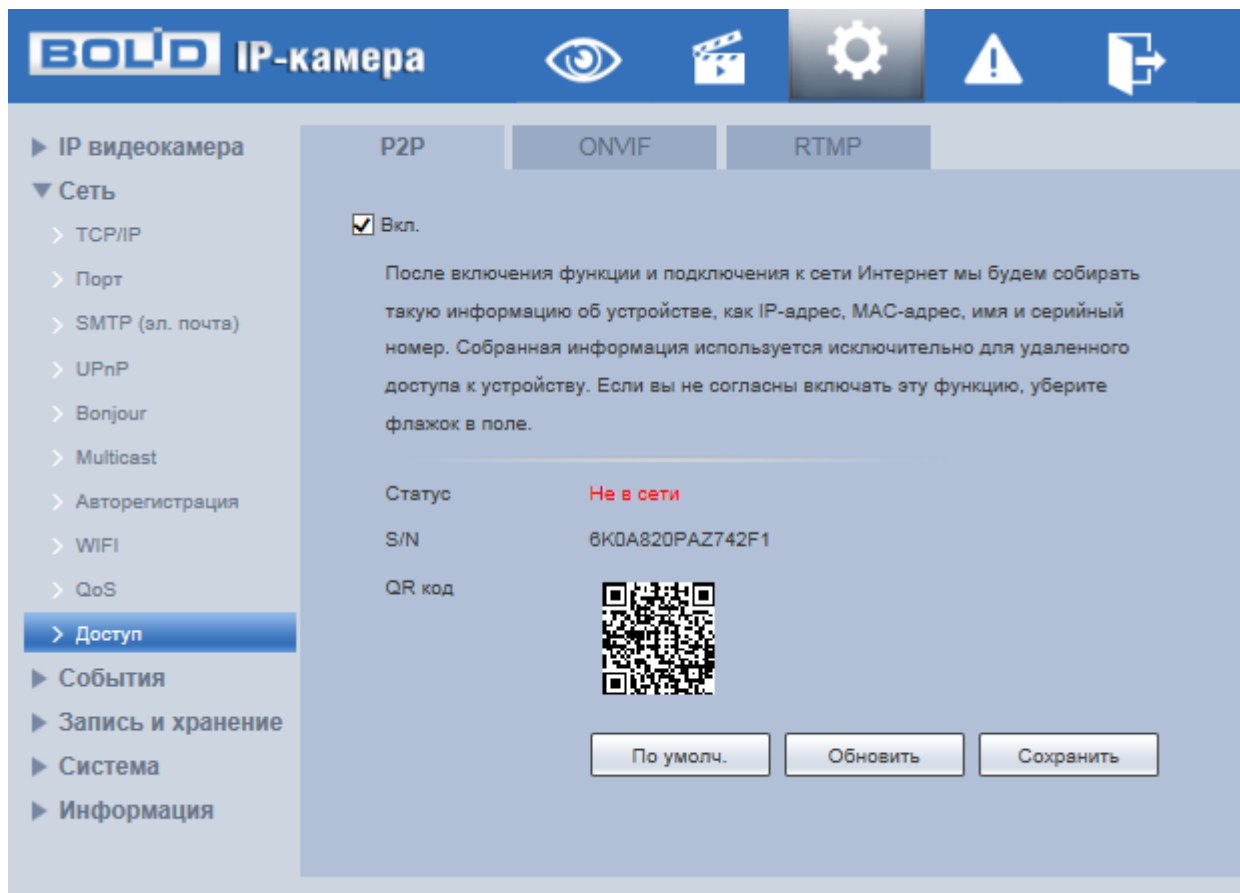 BOLID IP-камера
IP видеокамера
Сеть
TCP/IP
Порт
SMTP (эл. почта)
UPnP
Bonjour
Multicast
Авторегистрация
WIFI
QoS
Доступ
События
Запись и хранение
Система
Информация
P2P ONVIF RTMP
Вкл.
После включения функции и подключения к сети Интернет мы будем собирать
такую информацию об устройстве, как IP-адрес, MAC-адрес, имя и серийный
номер. Собранная информация используется исключительно для удаленного
доступа к устройству. Если вы не согласны включать эту функцию, уберите
флажок в поле.
Статус Не в сети
S/N 6K0A820PAZ742F1
QR код
По умолч. Обновить Сохранить